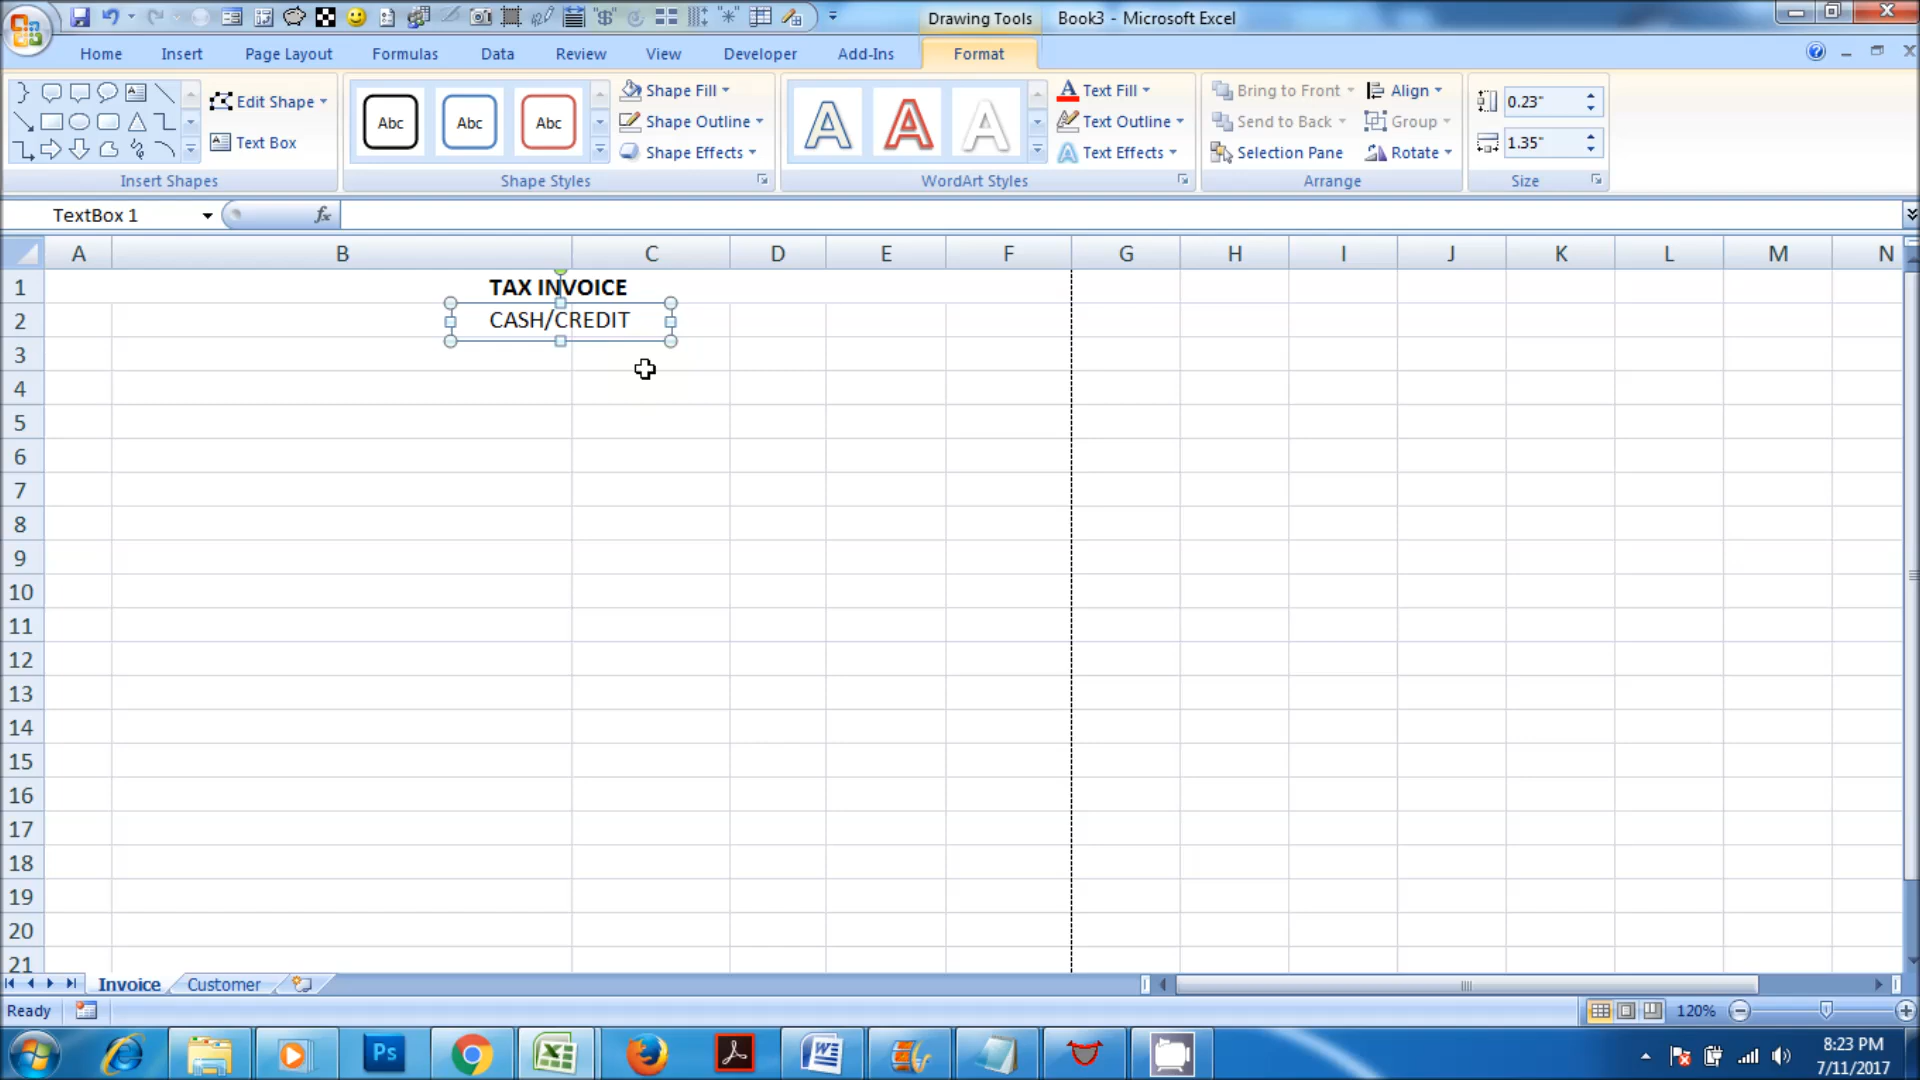 Drawing Tools
Book3 - Microsoft Excel
Home Insert Page Layout Formulas Data Review View Developer Add-Ins Format
Edit Shape
Text Box
Insert Shapes
Abc Abc Abc
Shape Fill
Shape Outline
Shape Effects
Shape Styles
Text Fill
Text Outline
Text Effects
WordArt Styles
Bring to Front
Send to Back
Selection Pane
Align
Group
Rotate
Arrange
0.23"
1.35"
Size
TextBox 1
fx
A B C D E F G H I J K L M N
1 TAX INVOICE
2 CASH/CREDIT
3
4
5
6
7
8
9
10
11
12
13
14
15
16
17
18
19
20
21
Invoice Customer
Ready
120%
Ps
8:23 PM
7/11/2017